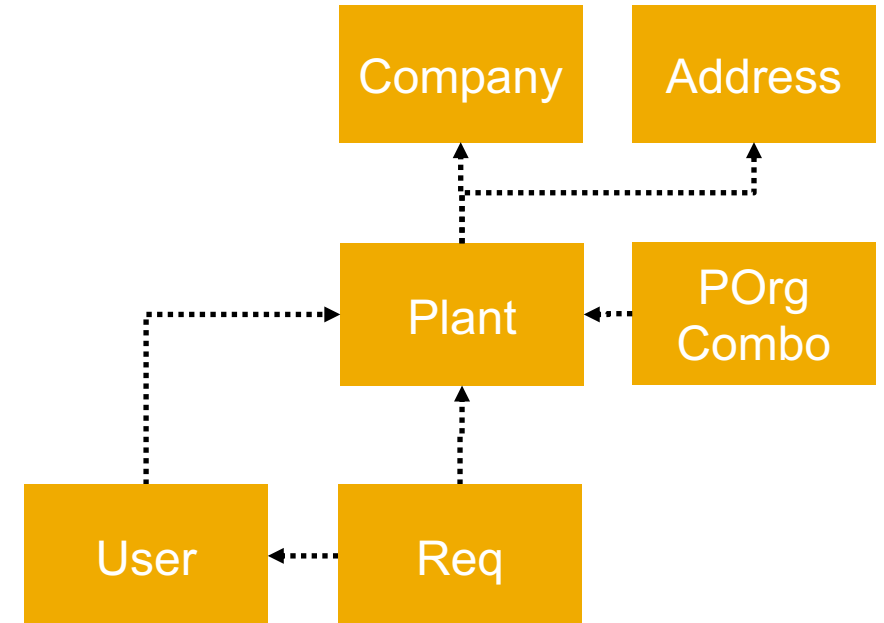 Company
Address
Plant
POrg
Combo
User
Req